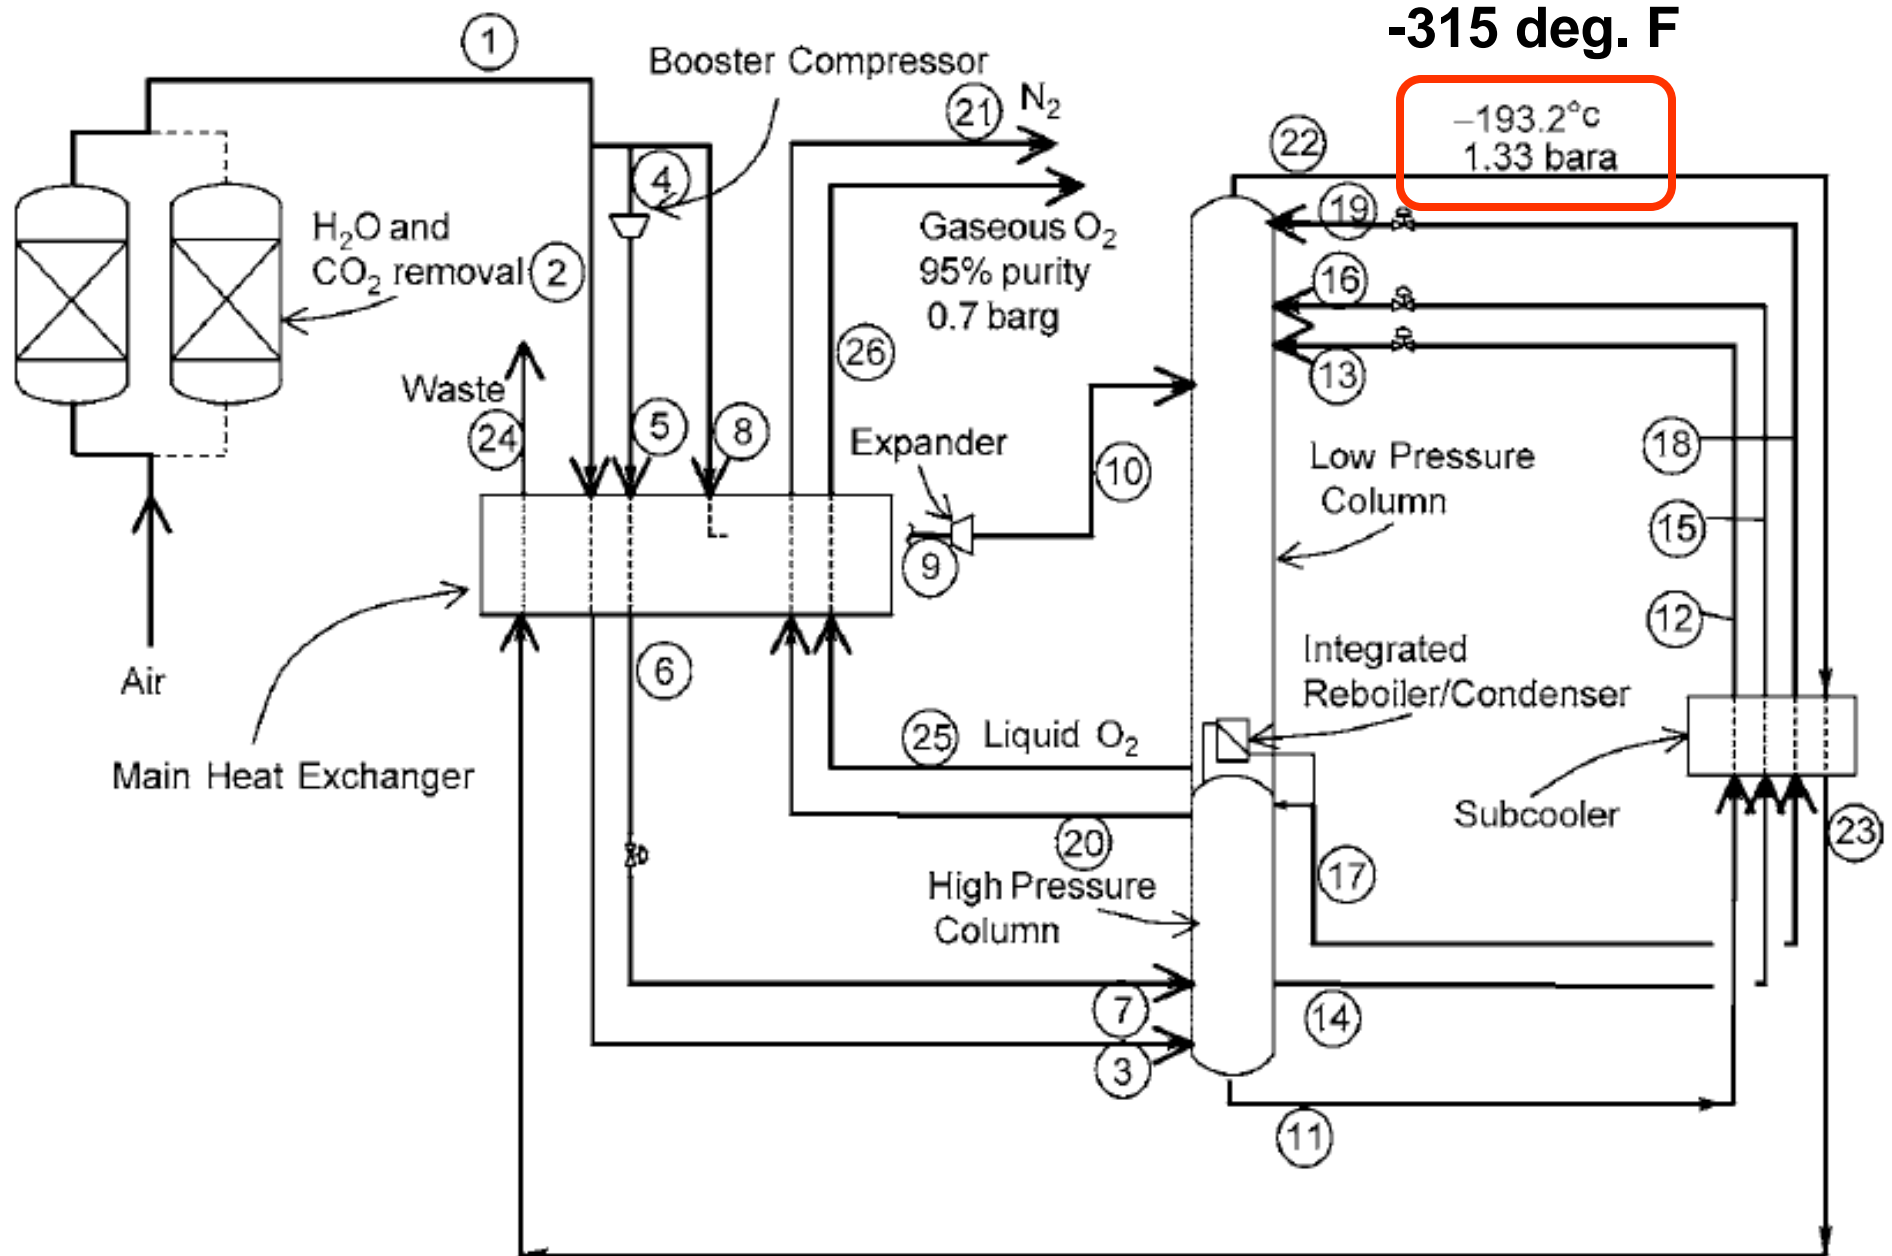 -315 deg. F
1
Booster Compressor
21
N2
22
–193.2°c
1.33 bara
4
19
H2O and
CO2 removal
2
Gaseous O2
95% purity
0.7 barg
16
26
13
Waste
24
5
8
Expander
10
18
Low Pressure
Column
15
9
12
Air
6
Integrated
Reboiler/Condenser
25
Liquid O2
Main Heat Exchanger
Subcooler
23
20
17
High Pressure
Column
7
14
3
11